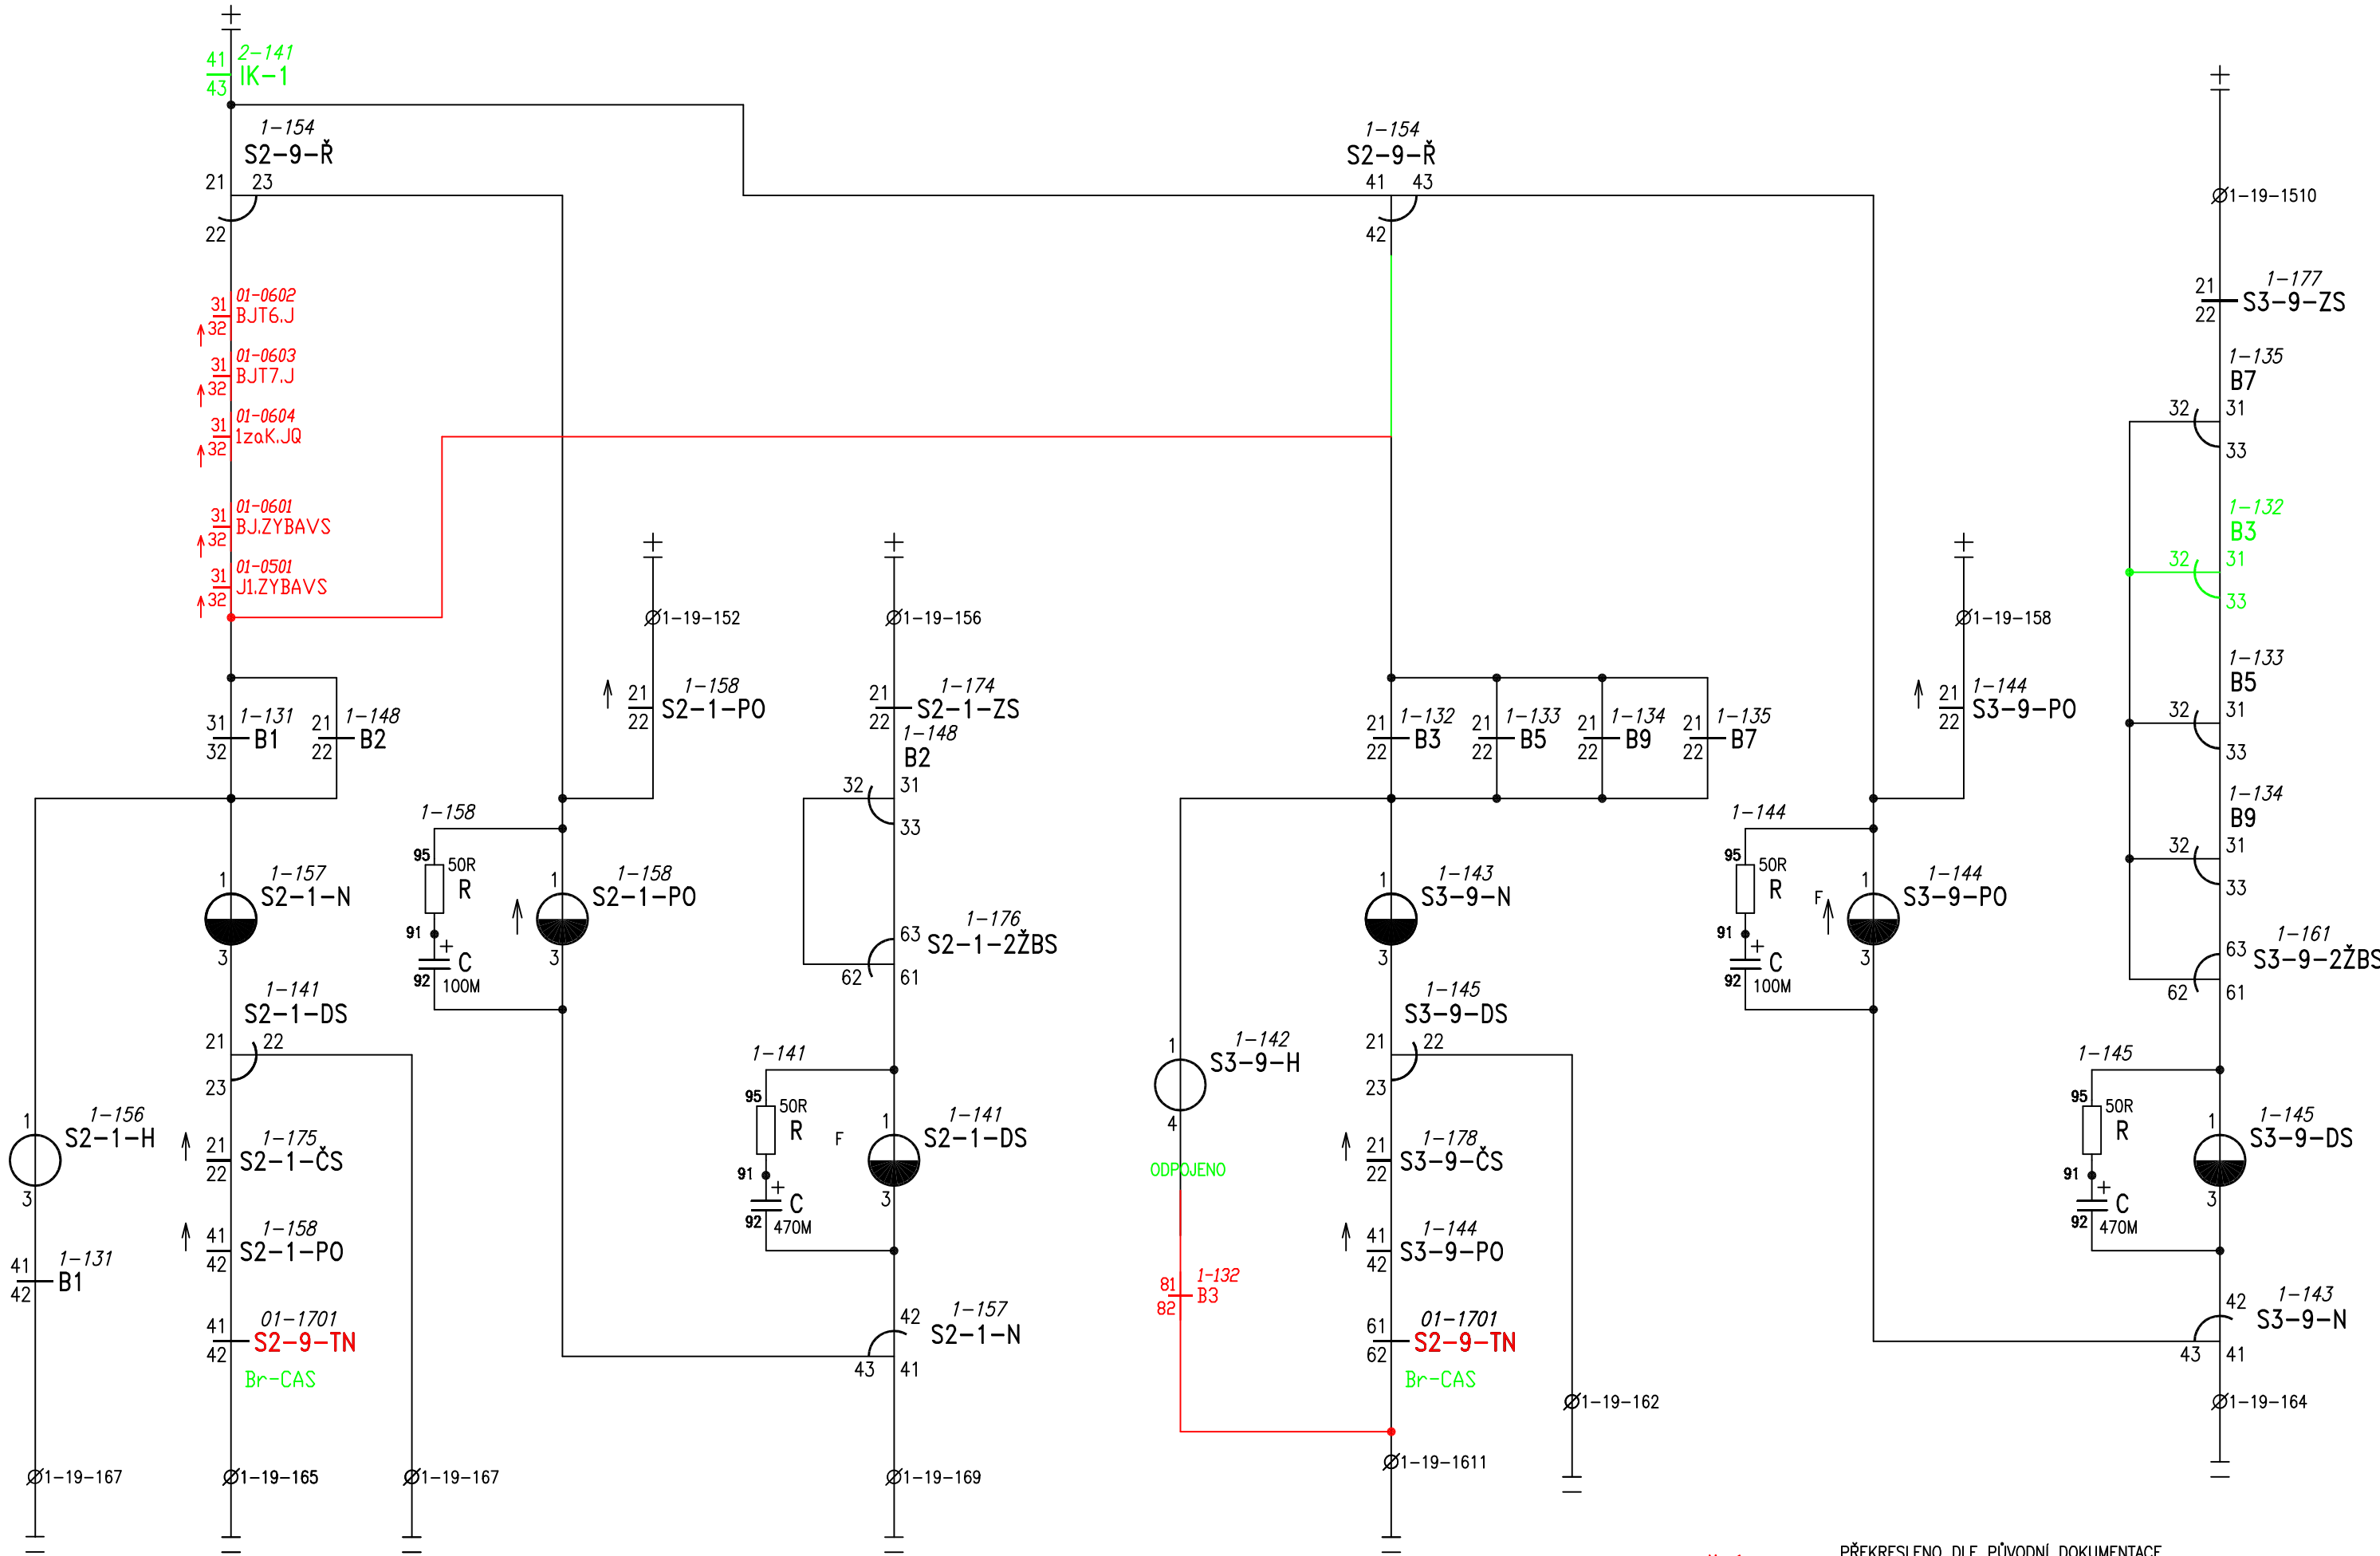 41
2-141
43
IK-1
1-154
S2-9-Ř
21
23
22
31
01-0602
BJT6.J
32
31
01-0603
BJT7.J
32
31
01-0604
1zaK.JQ
32
31
01-0601
BJ.ZYBAVS
32
31
01-0501
J1.ZYBAVS
32
31
1-131
32
B1
21
1-148
22
B2
1
1-157
S2-1-N
3
1-141
S2-1-DS
21
22
23
1
1-156
S2-1-H
3
21
1-175
S2-1-ČS
22
41
1-158
S2-1-PO
42
41
1-131
B1
42
41
01-1701
S2-9-TN
42
Br-CAS
1-19-167
1-19-165
1-19-167
1-158
95
50R
R
91
+
C
92
100M
1
1-158
S2-1-PO
3
1-19-152
21
1-158
S2-1-PO
22
1-19-156
21
1-174
S2-1-ZS
22
1-148
B2
32
31
33
1-176
63
S2-1-2ŽBS
62
61
1-141
95
50R
R
F
91
+
C
92
470M
1
1-141
S2-1-DS
3
42
1-157
S2-1-N
43
41
1-19-169
1-154
S2-9-Ř
41
43
42
21
1-132
22
B3
21
1-133
22
B5
21
1-134
22
B9
21
1-135
22
B7
1
1-143
S3-9-N
3
1-145
S3-9-DS
21
22
23
1
1-142
S3-9-H
4
ODPOJENO
81
1-132
B3
82
21
1-178
S3-9-ČS
22
41
1-144
S3-9-PO
42
61
01-1701
S2-9-TN
62
Br-CAS
1-19-162
1-19-1611
1-19-158
21
1-144
S3-9-PO
22
1-144
95
50R
R
F
91
+
C
92
100M
1
1-144
S3-9-PO
3
1-19-1510
21
1-177
S3-9-ZS
22
1-135
B7
32
31
33
1-132
B3
32
31
33
1-133
B5
32
31
33
1-134
B9
32
31
33
1-161
63
S3-9-2ŽBS
62
61
1-145
95
50R
R
91
+
C
92
470M
1
1-145
S3-9-DS
3
42
1-143
S3-9-N
43
41
1-19-164
PŘEKRESLENO DLE PŮVODNÍ DOKUMENTACE